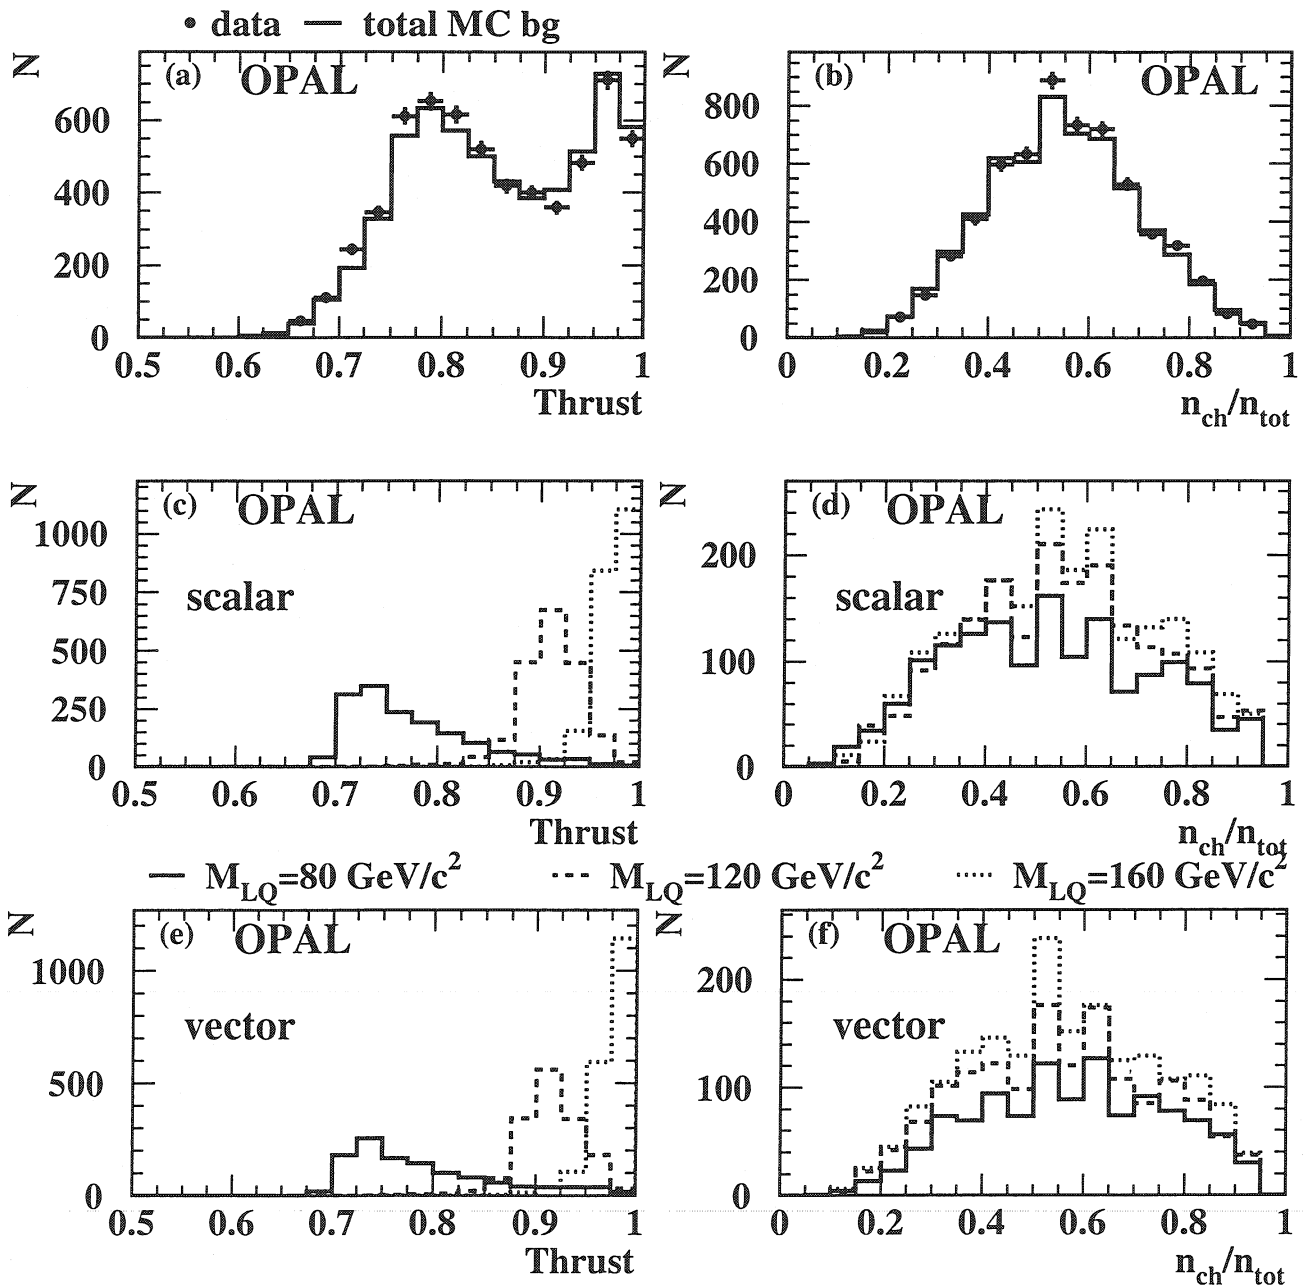 data total MC bg
N (a) OPAL
600
400
200
0
0.5 0.6 0.7 0.8 0.9 1
Thrust
N (b) OPAL
800
600
400
200
0
0 0.2 0.4 0.6 0.8 1
n_ch/n_tot
N (c) OPAL
1000
scalar
750
500
250
0
0.5 0.6 0.7 0.8 0.9 1
Thrust
N (d) OPAL
200
scalar
100
0
0 0.2 0.4 0.6 0.8 1
n_ch/n_tot
M_LQ=80 GeV/c² M_LQ=120 GeV/c² M_LQ=160 GeV/c²
N (e) OPAL
1000
vector
500
0
0.5 0.6 0.7 0.8 0.9 1
Thrust
N (f) OPAL
200
vector
100
0
0 0.2 0.4 0.6 0.8 1
n_ch/n_tot